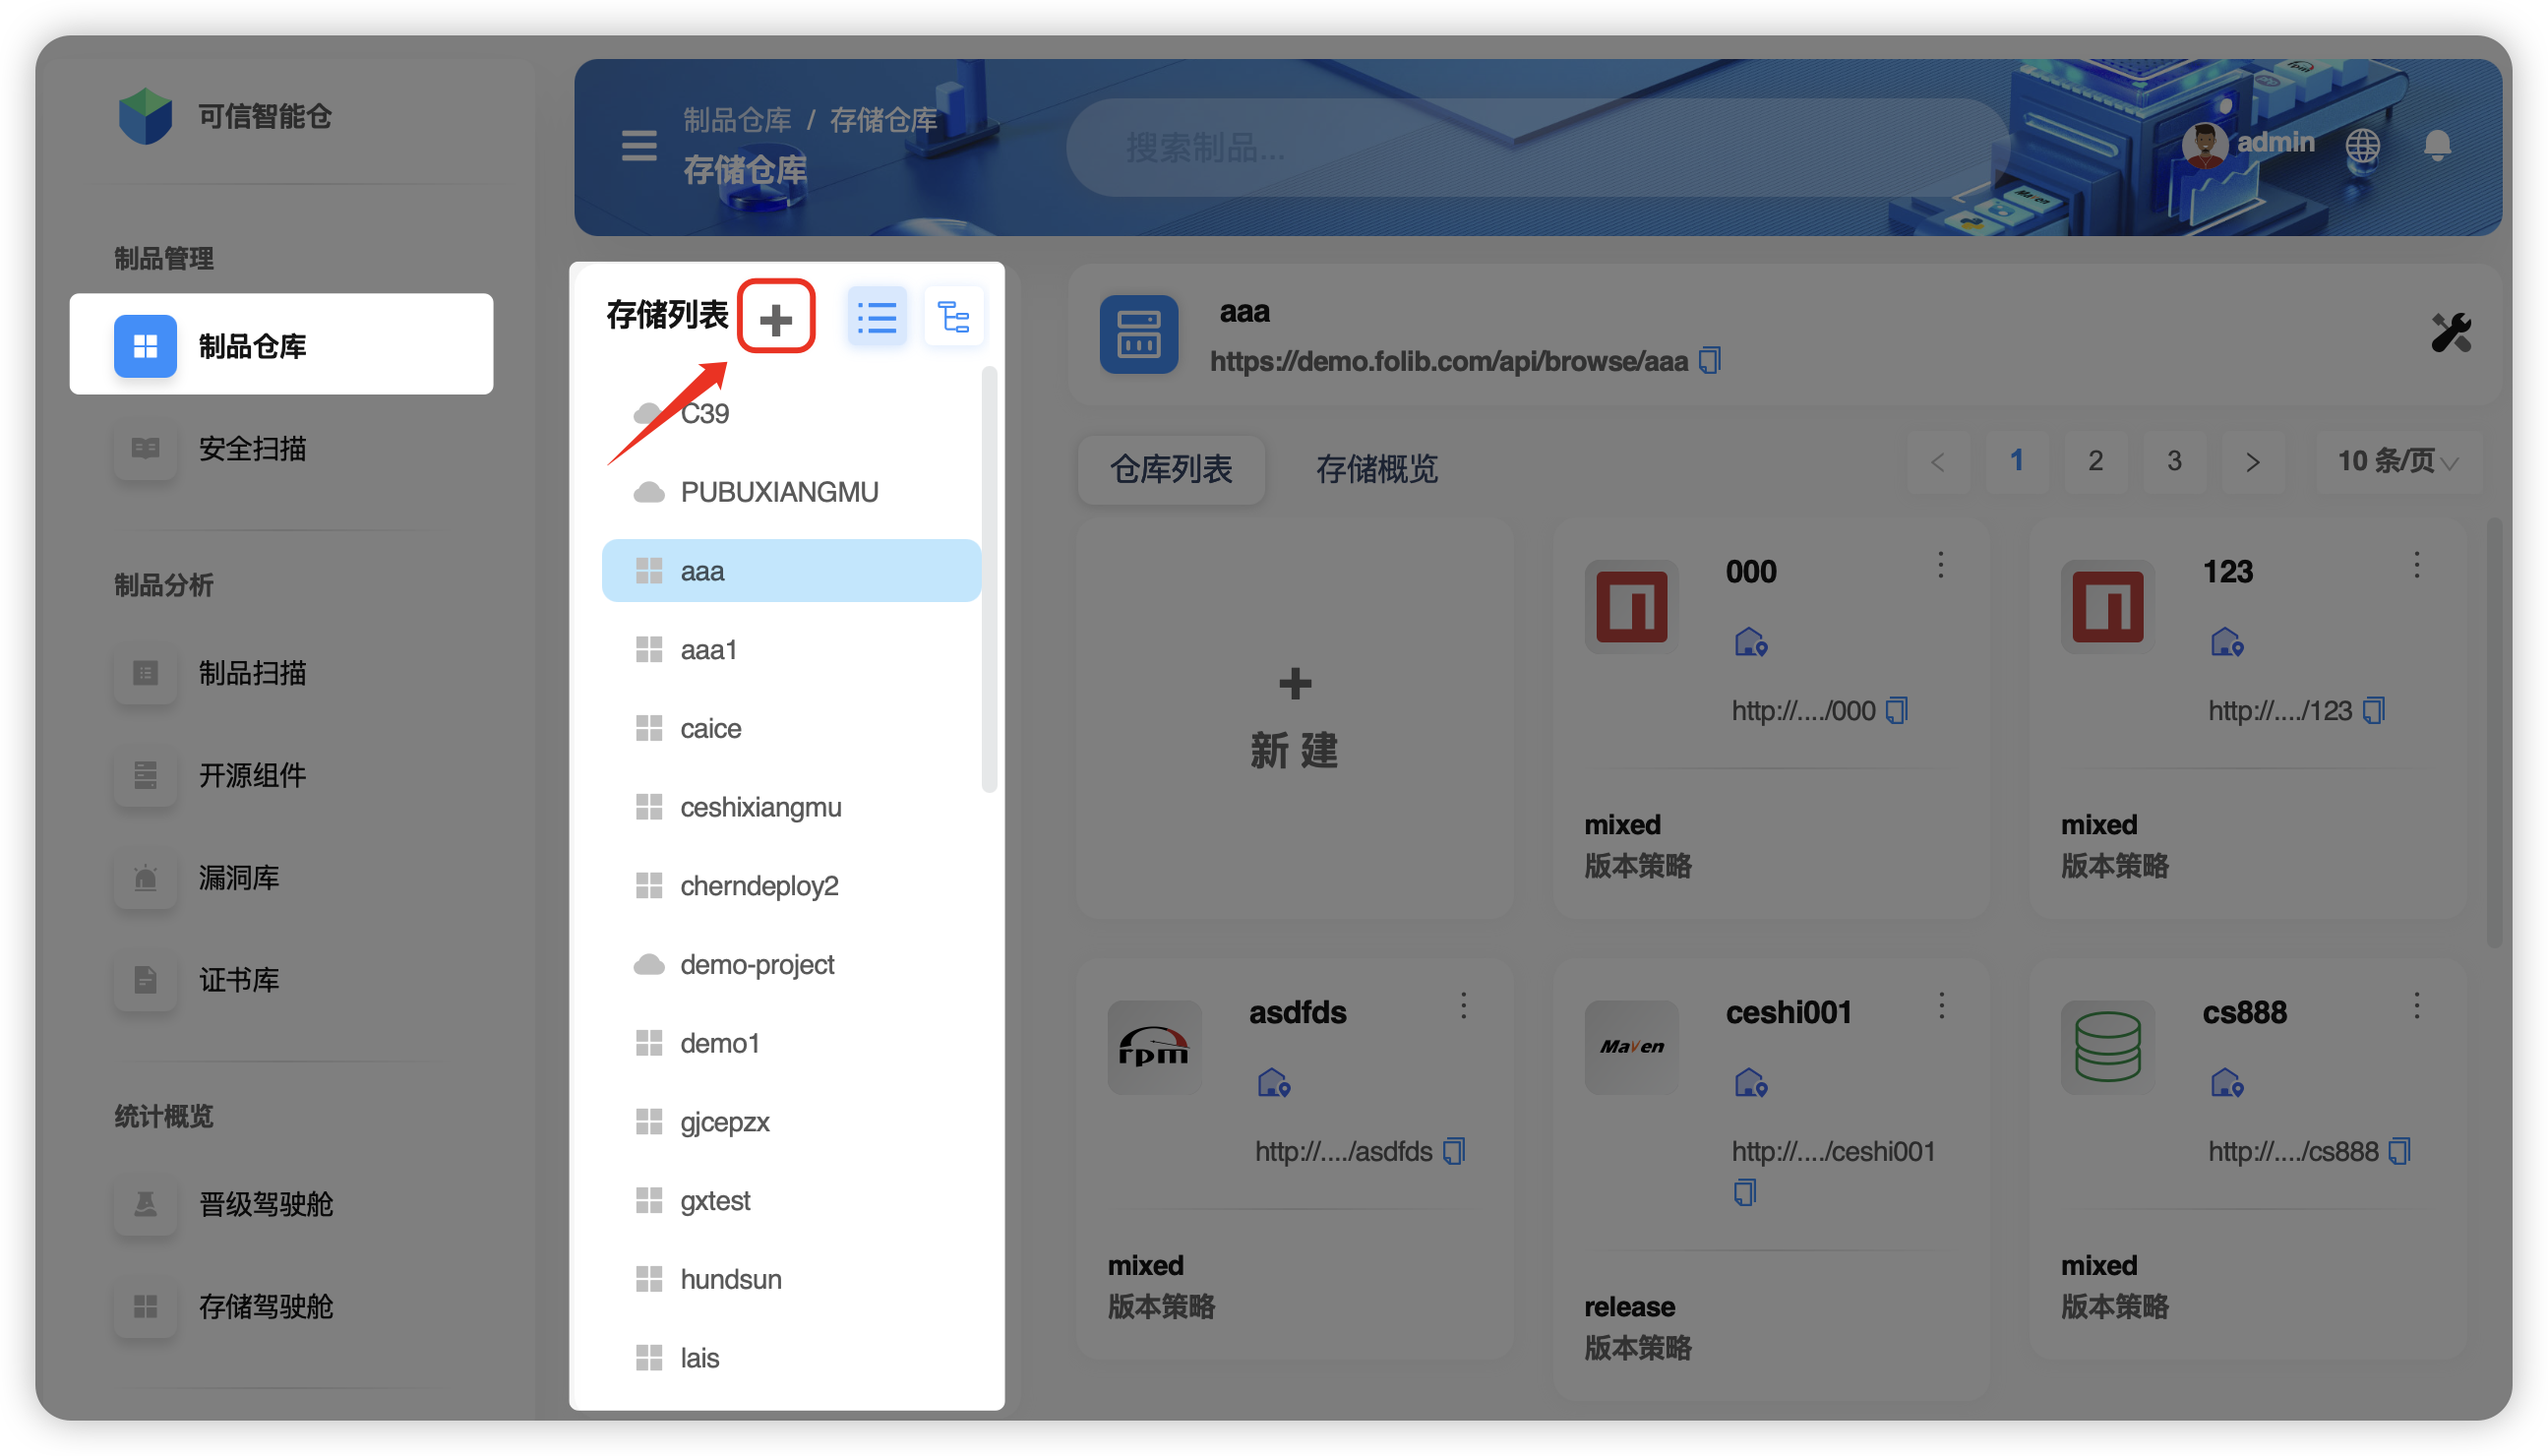 可信智能仓
制品管理
制品仓库
安全扫描
制品分析
制品扫描
开源组件
漏洞库
证书库
统计概览
晋级驾驶舱
存储驾驶舱
制品仓库 / 存储仓库
存储仓库
搜索制品...
admin
存储列表
C39
PUBUXIANGMU
aaa
aaa1
caice
ceshixiangmu
cherndeploy2
demo-project
demo1
gjcepzx
gxtest
hundsun
lais
aaa
https://demo.folib.com/api/browse/aaa
仓库列表 存储概览
< 1 2 3 > 10 条/页
新 建
000
http://..../000
mixed
版本策略
123
http://..../123
mixed
版本策略
rpm
asdfds
http://..../asdfds
mixed
版本策略
Maven
ceshi001
http://..../ceshi001
release
版本策略
cs888
http://..../cs888
mixed
版本策略